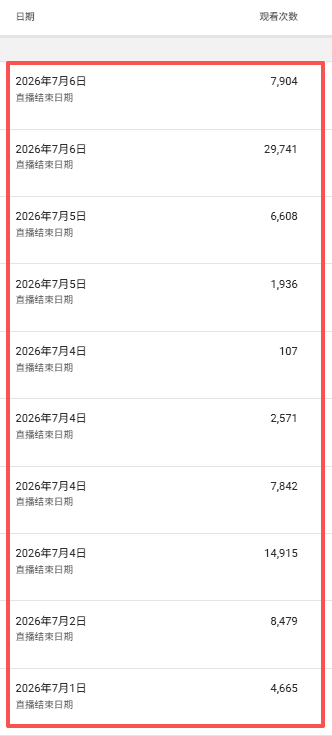 日期 观看次数
2026年7月6日 7,904
直播结束日期
2026年7月6日 29,741
直播结束日期
2026年7月5日 6,608
直播结束日期
2026年7月5日 1,936
直播结束日期
2026年7月4日 107
直播结束日期
2026年7月4日 2,571
直播结束日期
2026年7月4日 7,842
直播结束日期
2026年7月4日 14,915
直播结束日期
2026年7月2日 8,479
直播结束日期
2026年7月1日 4,665
直播结束日期